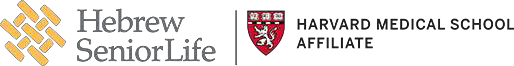 Hebrew
SeniorLife
HARVARD MEDICAL SCHOOL
AFFILIATE